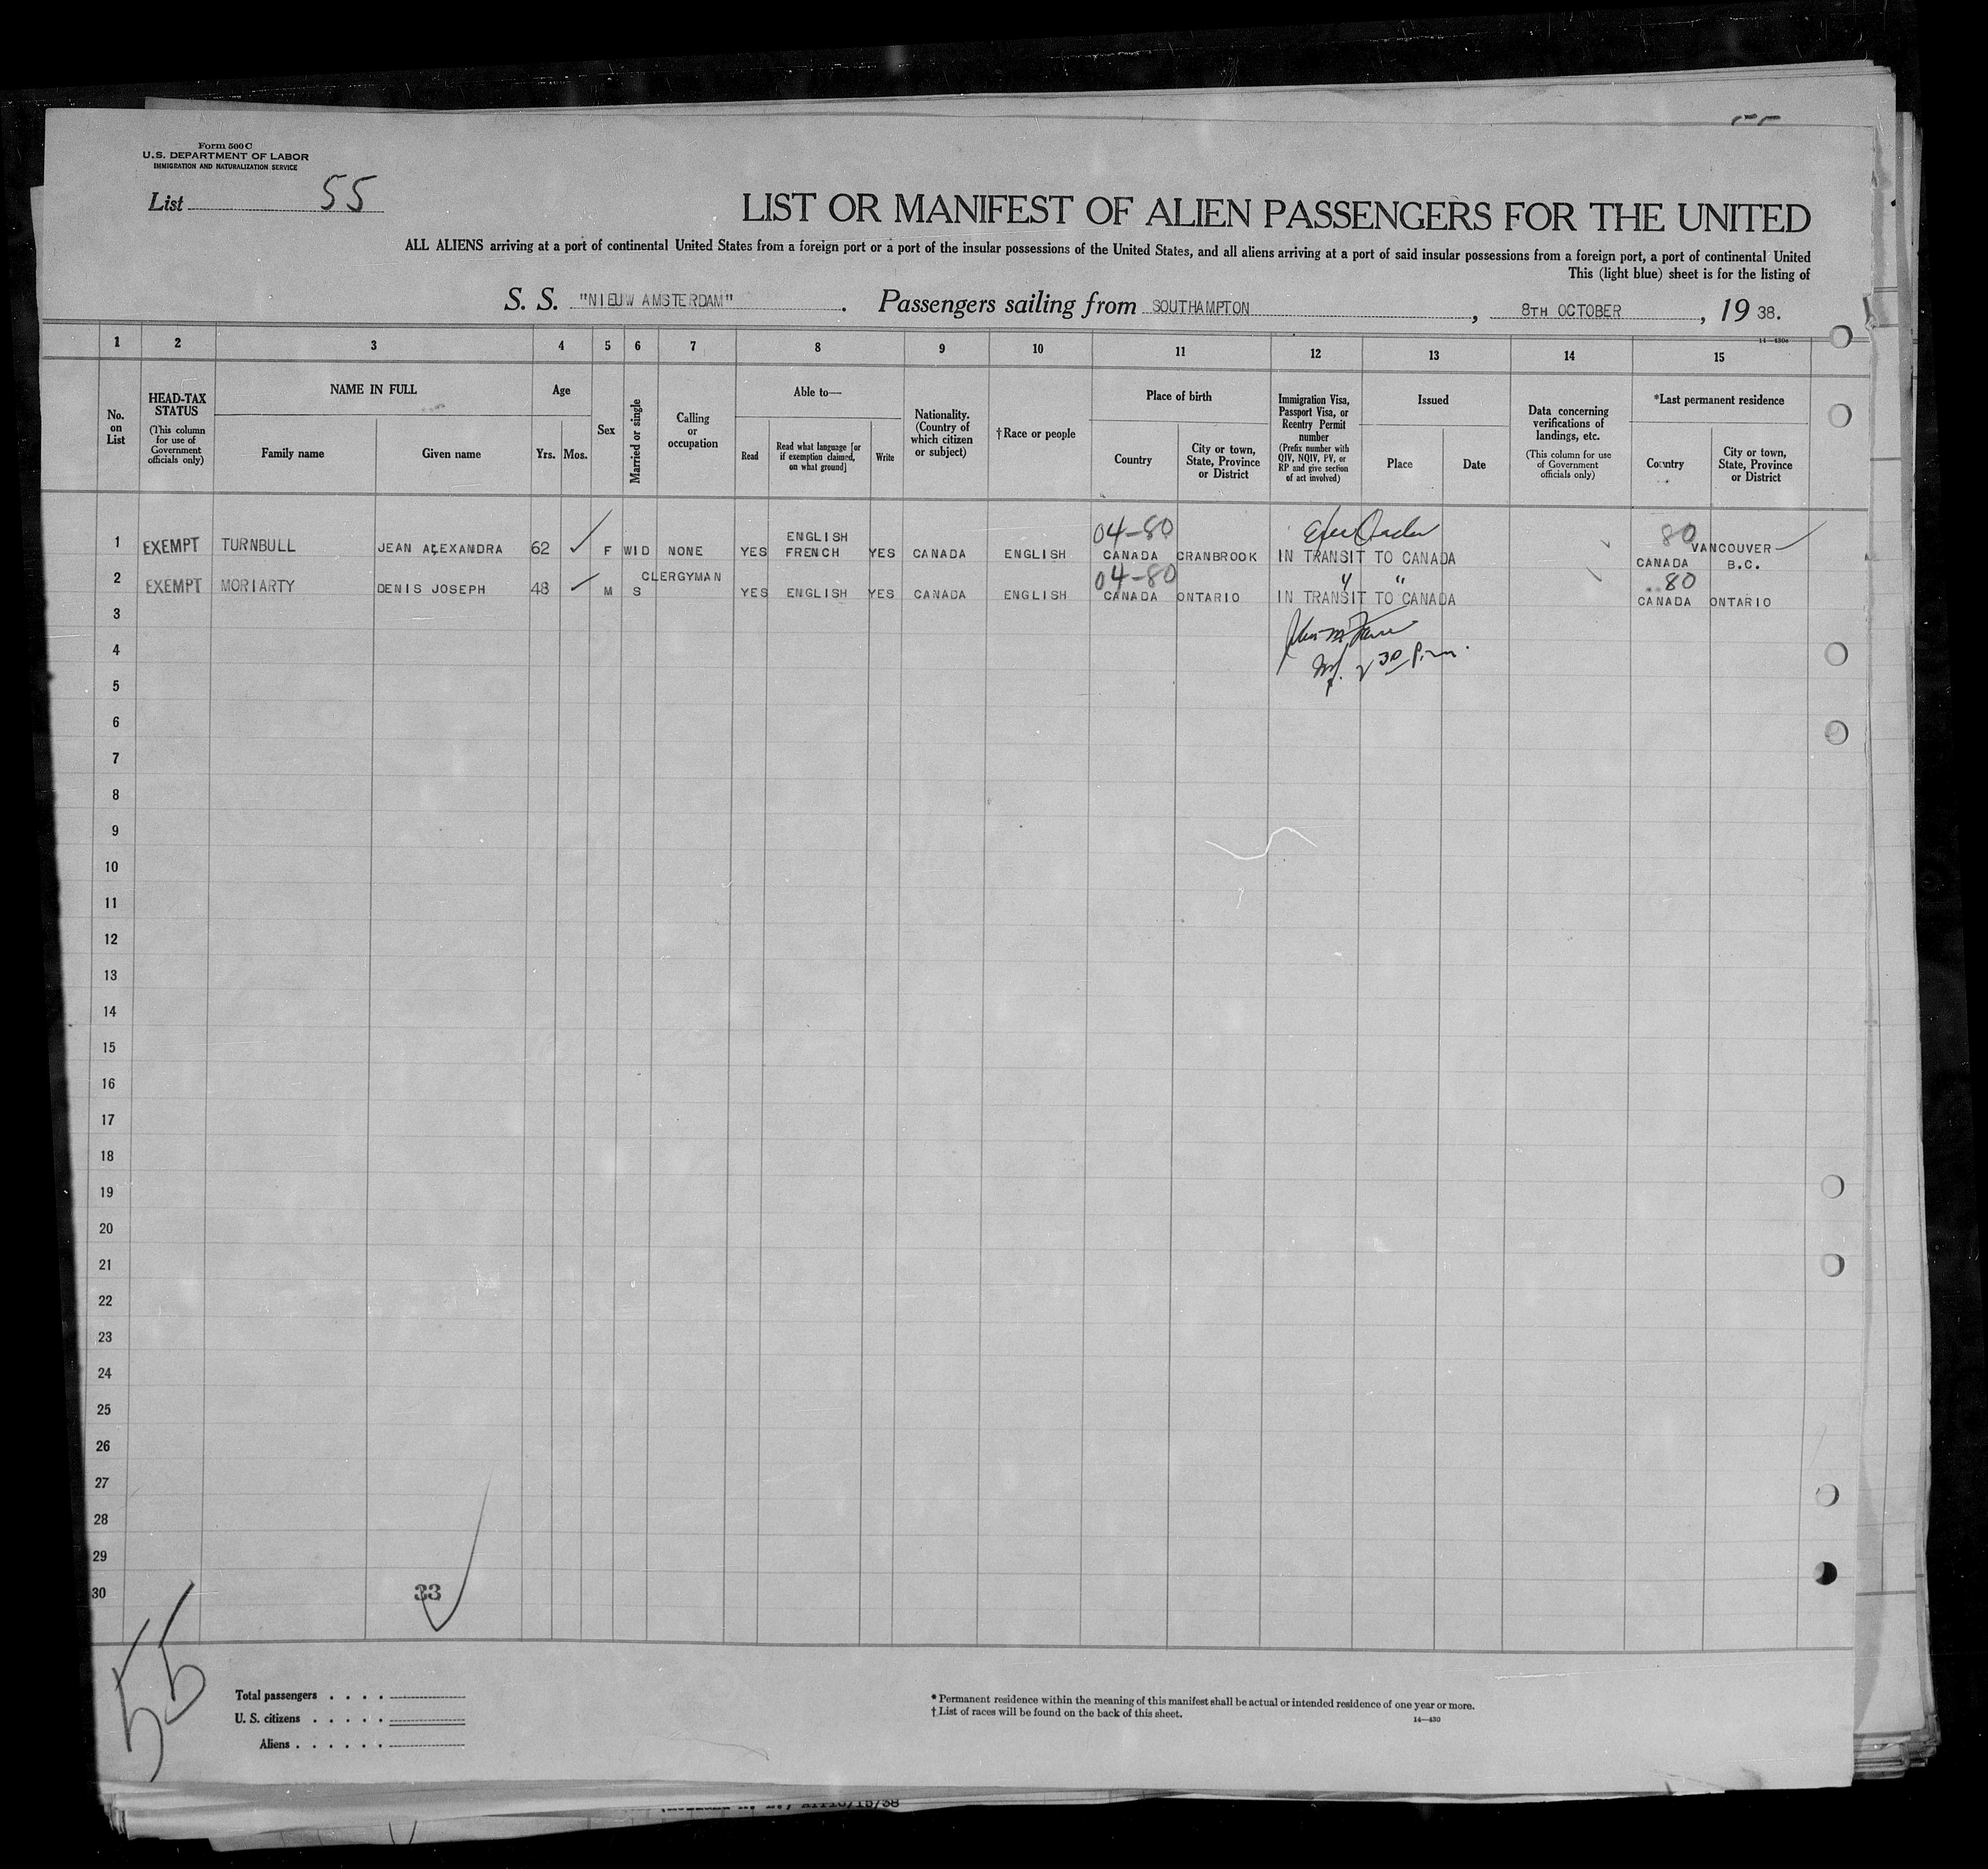 Form 500 C
U.S. DEPARTMENT OF LABOR
IMMIGRATION AND NATURALIZATION SERVICE
List 55
LIST OR MANIFEST OF ALIEN PASSENGERS FOR THE UNITED
ALL ALIENS arriving at a port of continental United States from a foreign port or a port of the insular possessions of the United States, and all aliens arriving at a port of said insular possessions from a foreign port, a port of continental United
This (light blue) sheet is for the listing of
S. S. "NIEUW AMSTERDAM". Passengers sailing from SOUTHAMPTON, 8TH OCTOBER, 19 38.
1 2 3 4 5 6 7 8 9 10 11 12 13 14 15
No. on List
HEAD-TAX STATUS (This column for use of Government officials only)
NAME IN FULL
Family name Given name
Age
Yrs. Mos.
Sex
Married or single
Calling or occupation
Able to—
Read
Read what language [or if exemption claimed, on what ground]
Write
Nationality. (Country of which citizen or subject)
†Race or people
Place of birth
Country
City or town, State, Province or District
Immigration Visa, Passport Visa, or Reentry Permit number (Prefix number with QIV, NQIV, PV, or RP and give section of act involved)
Issued
Place Date
Data concerning verifications of landings, etc. (This column for use of Government officials only)
*Last permanent residence
Country
City or town, State, Province or District
04-80 80
1 EXEMPT TURNBULL JEAN ALEXANDRA 62 F WID NONE YES ENGLISH FRENCH YES CANADA ENGLISH CANADA CRANBROOK IN TRANSIT TO CANADA CANADA VANCOUVER B.C.
04-80 " 80
2 EXEMPT MORIARTY DENIS JOSEPH 48 M S CLERGYMAN YES ENGLISH YES CANADA ENGLISH CANADA ONTARIO IN TRANSIT TO CANADA CANADA ONTARIO
3
4 2 30 P.m.
5
6
7
8
9
10
11
12
13
14
15
16
17
18
19
20
21
22
23
24
25
26
27
28
29
30 33
55
Total passengers
U. S. citizens
Aliens
* Permanent residence within the meaning of this manifest shall be actual or intended residence of one year or more.
† List of races will be found on the back of this sheet.
14—430